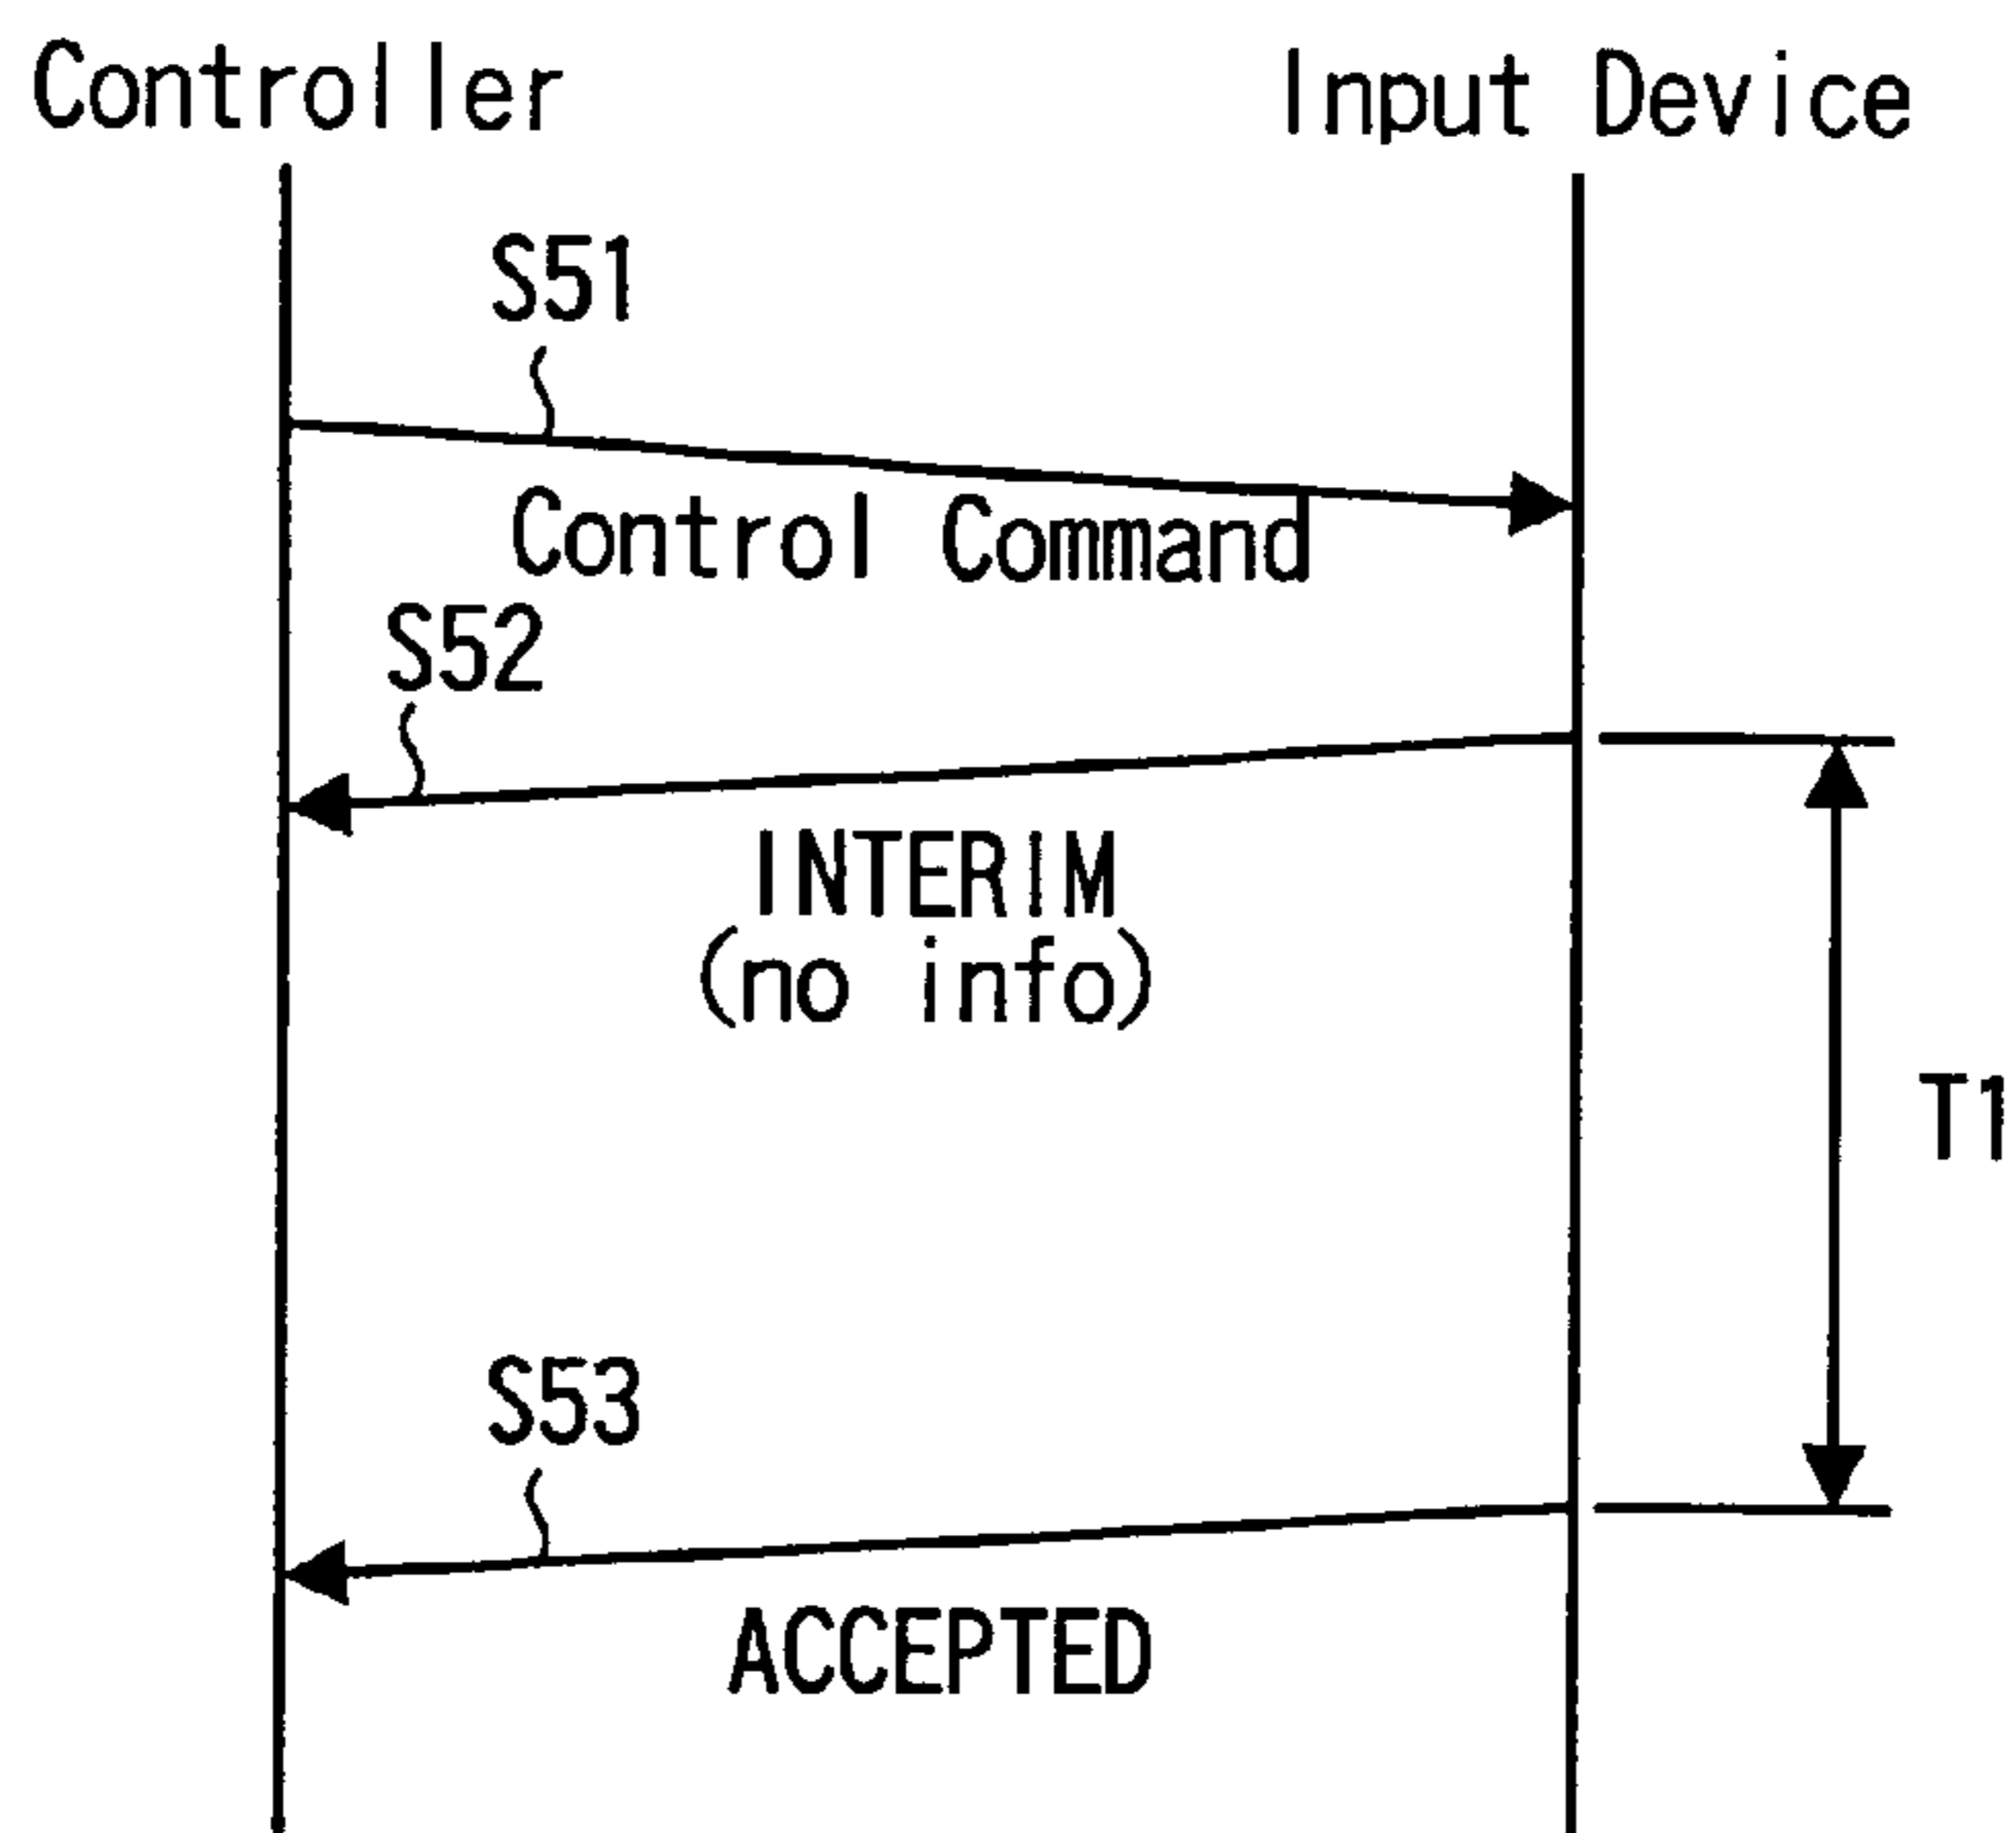 Controller
Input Device
S51
Control Command
S52
INTERIM
(no info)
T1
S53
ACCEPTED